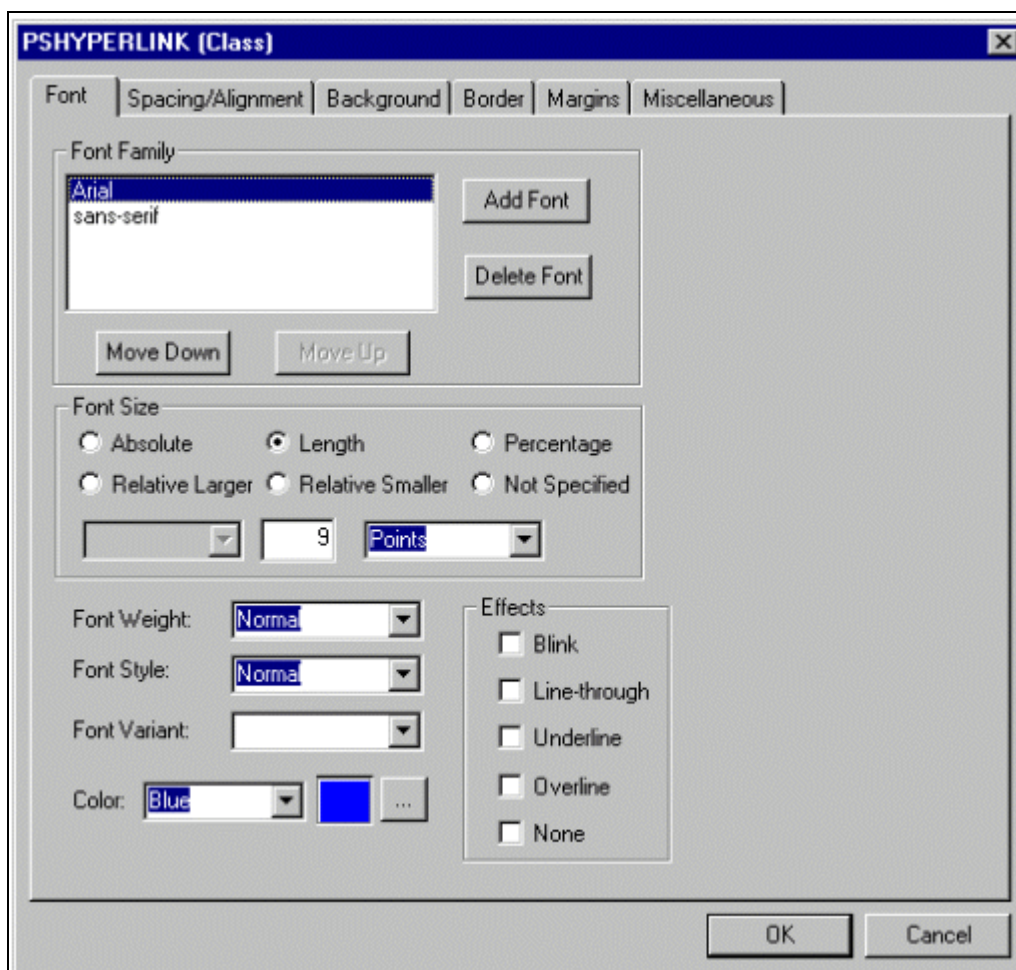 PSHYPERLINK (Class)
Font Spacing/Alignment Background Border Margins Miscellaneous
Font Family
Arial
sans-serif
Add Font
Delete Font
Move Down Move Up
Font Size
Absolute Length Percentage
Relative Larger Relative Smaller Not Specified
9 Points
Font Weight: Normal
Font Style: Normal
Font Variant:
Color: Blue ...
Effects
Blink
Line-through
Underline
Overline
None
OK Cancel